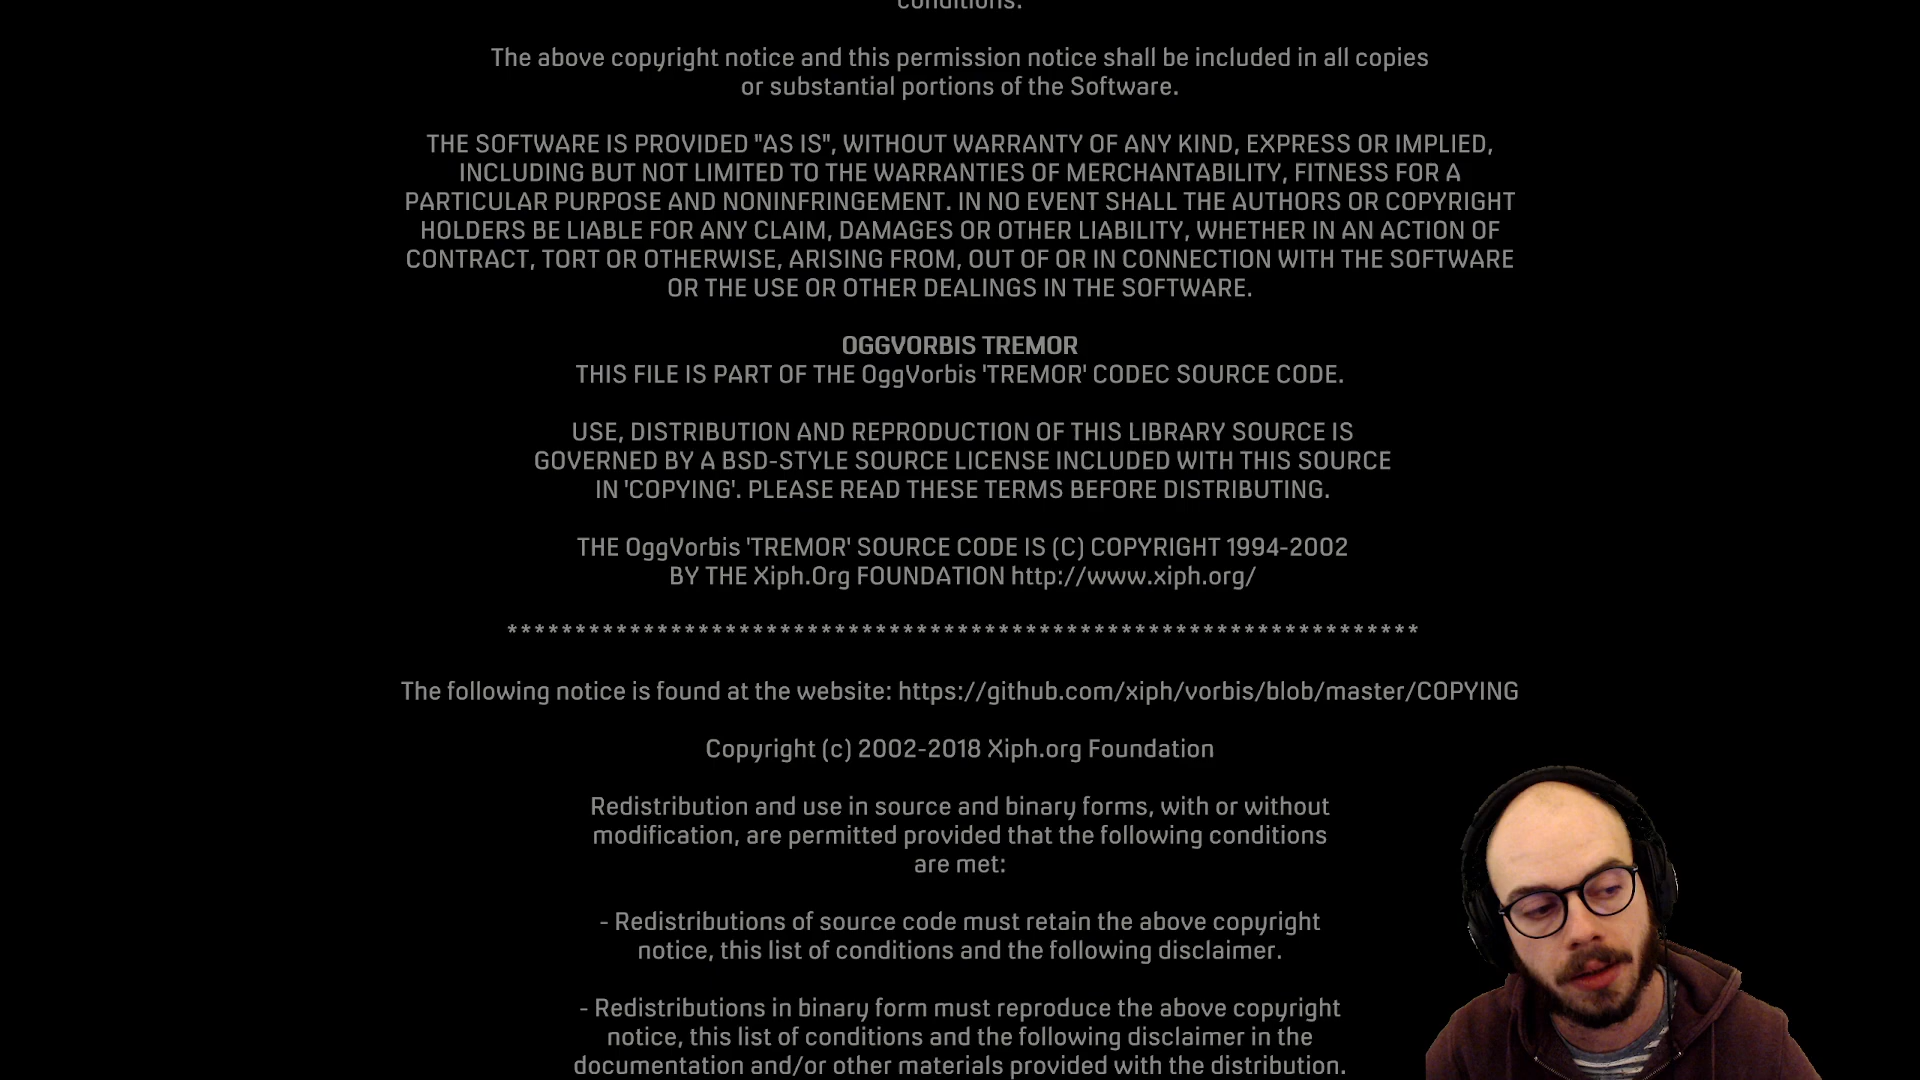 conditions.
The above copyright notice and this permission notice shall be included in all copies
or substantial portions of the Software.
THE SOFTWARE IS PROVIDED "AS IS", WITHOUT WARRANTY OF ANY KIND, EXPRESS OR IMPLIED,
INCLUDING BUT NOT LIMITED TO THE WARRANTIES OF MERCHANTABILITY, FITNESS FOR A
PARTICULAR PURPOSE AND NONINFRINGEMENT. IN NO EVENT SHALL THE AUTHORS OR COPYRIGHT
HOLDERS BE LIABLE FOR ANY CLAIM, DAMAGES OR OTHER LIABILITY, WHETHER IN AN ACTION OF
CONTRACT, TORT OR OTHERWISE, ARISING FROM, OUT OF OR IN CONNECTION WITH THE SOFTWARE
OR THE USE OR OTHER DEALINGS IN THE SOFTWARE.
OGGVORBIS TREMOR
THIS FILE IS PART OF THE OggVorbis 'TREMOR' CODEC SOURCE CODE.
USE, DISTRIBUTION AND REPRODUCTION OF THIS LIBRARY SOURCE IS
GOVERNED BY A BSD-STYLE SOURCE LICENSE INCLUDED WITH THIS SOURCE
IN 'COPYING'. PLEASE READ THESE TERMS BEFORE DISTRIBUTING.
THE OggVorbis 'TREMOR' SOURCE CODE IS (C) COPYRIGHT 1994-2002
BY THE Xiph.Org FOUNDATION http://www.xiph.org/
********************************************************************
The following notice is found at the website: https://github.com/xiph/vorbis/blob/master/COPYING
Copyright (c) 2002-2018 Xiph.org Foundation
Redistribution and use in source and binary forms, with or without
modification, are permitted provided that the following conditions
are met:
- Redistributions of source code must retain the above copyright
notice, this list of conditions and the following disclaimer.
- Redistributions in binary form must reproduce the above copyright
notice, this list of conditions and the following disclaimer in the
documentation and/or other materials provided with the distribution.